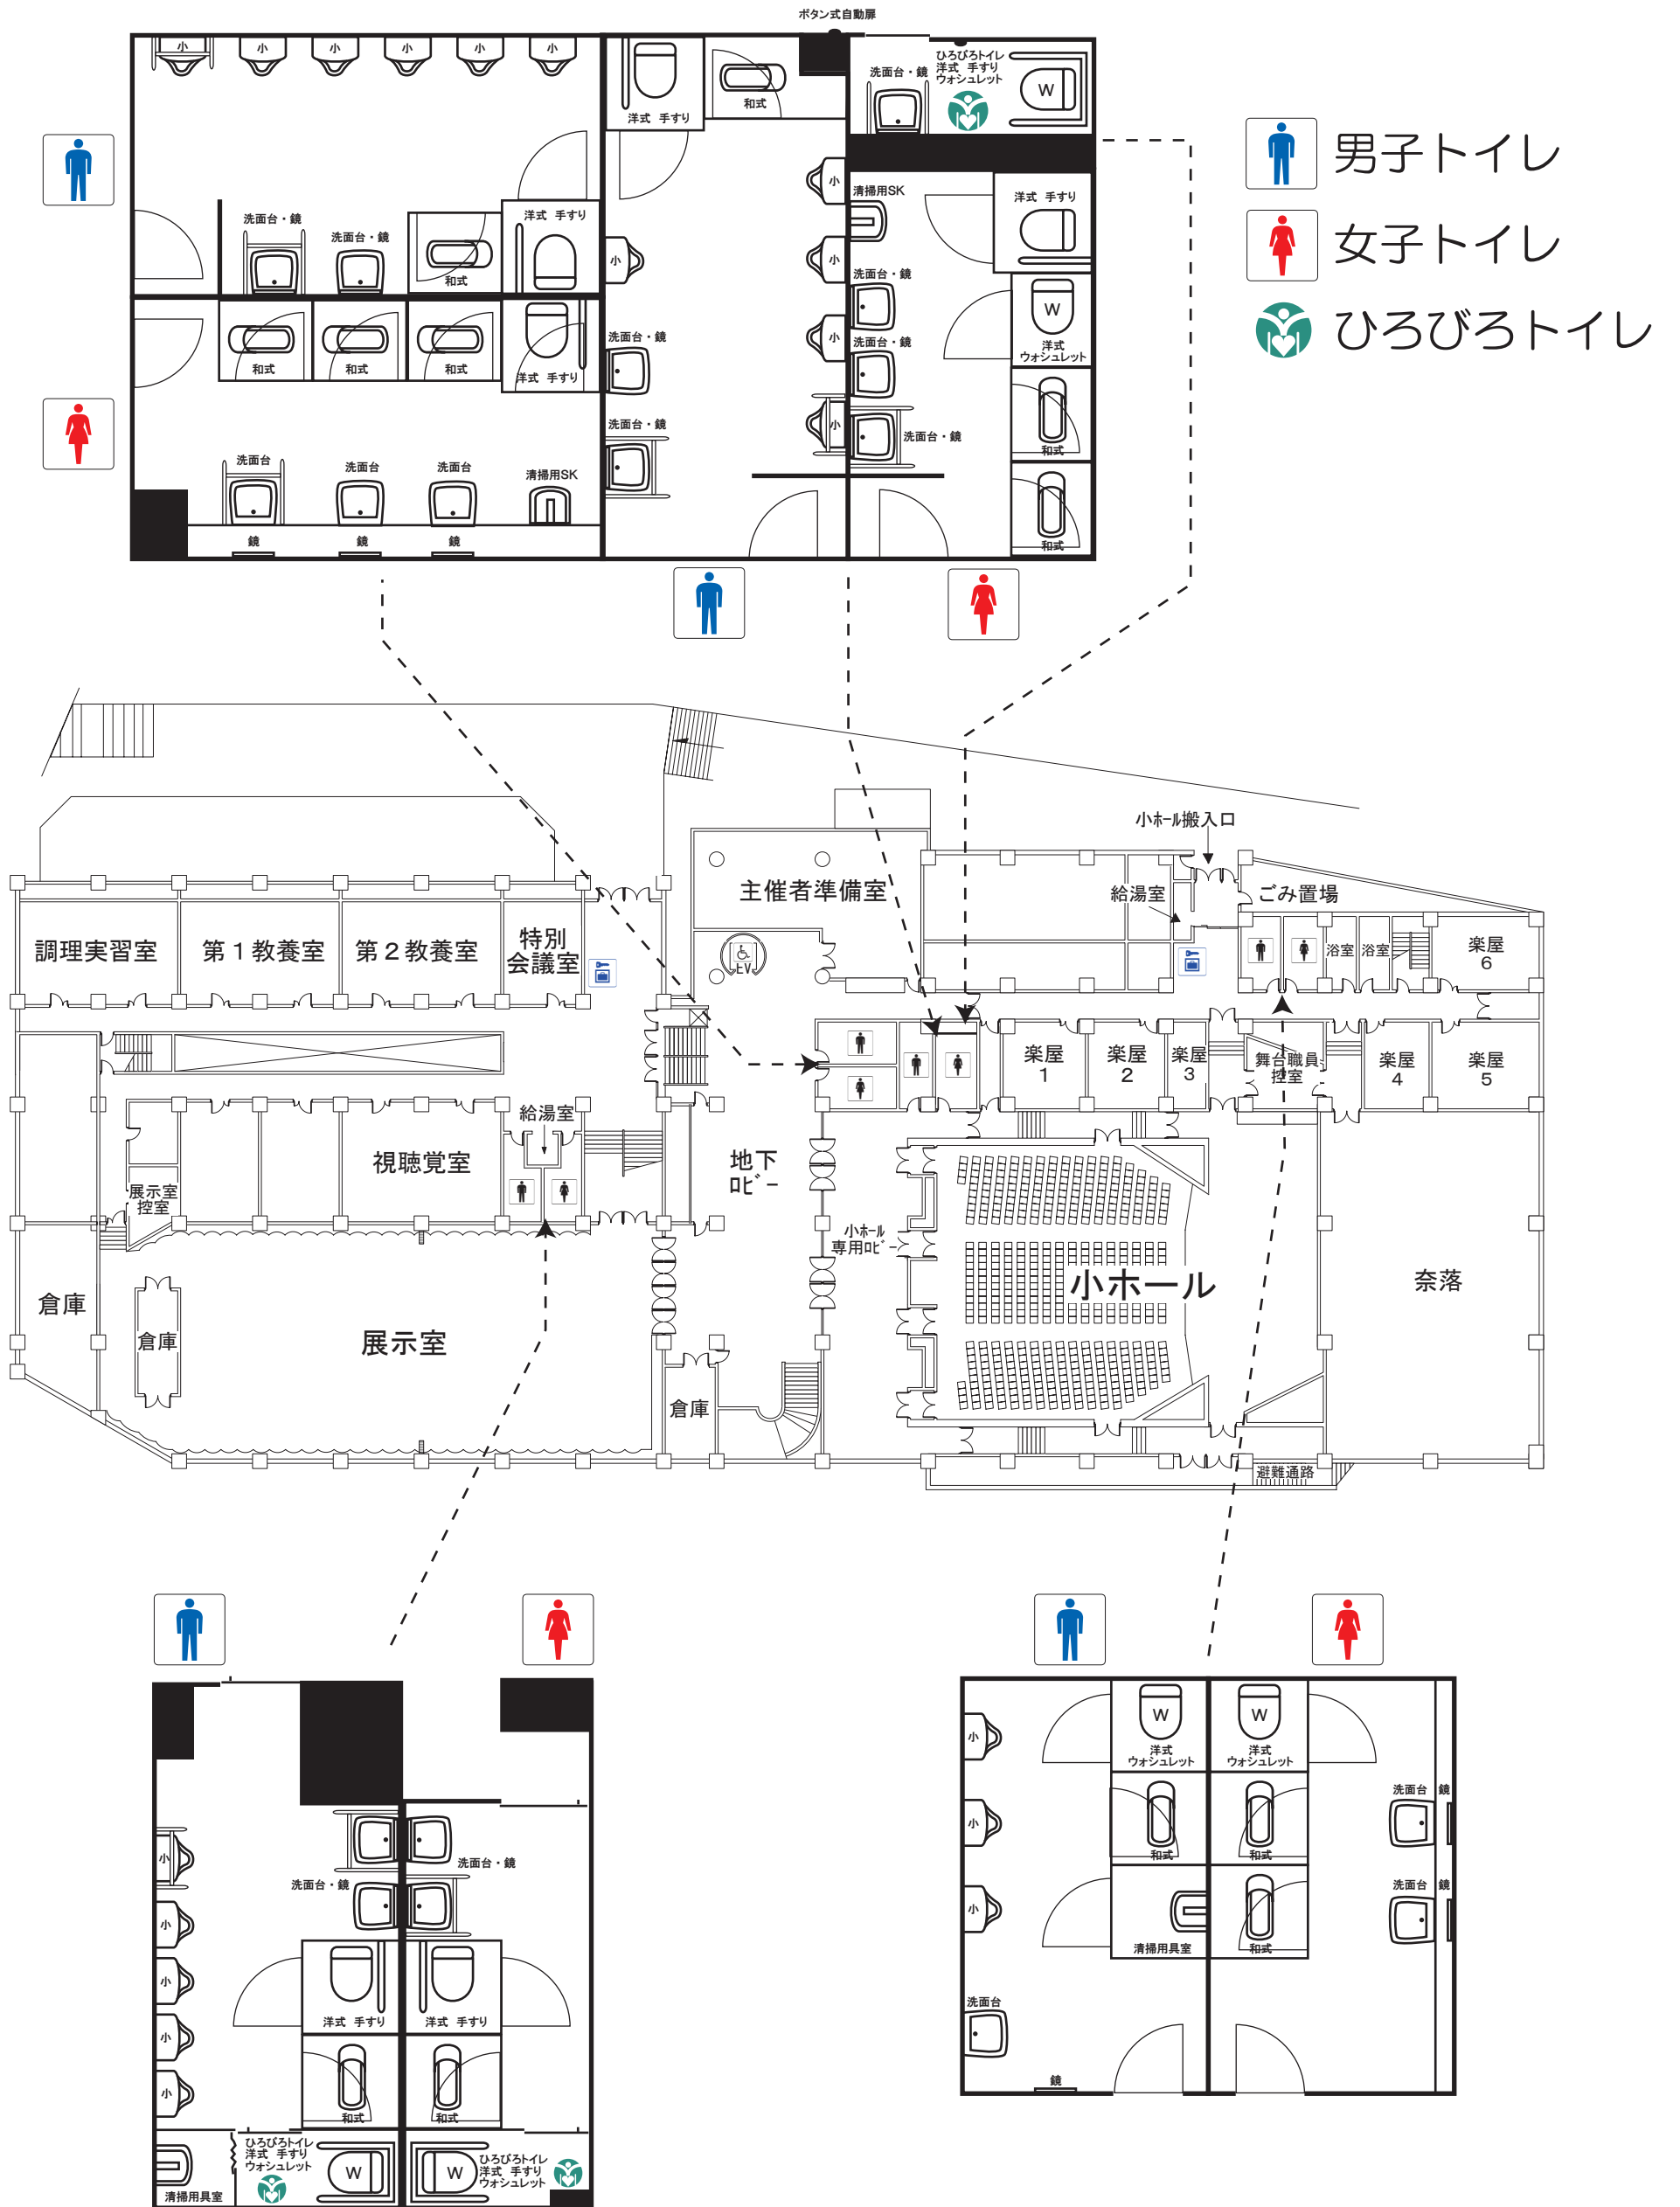 ボタン式自動扉
小
小
小
小
小
小
洋式 手すり
和式
洗面台・鏡
ひろびろトイレ
洋式 手すり
ウォシュレット
W
男子トイレ
女子トイレ
ひろびろトイレ
洗面台・鏡
洗面台・鏡
和式
洋式 手すり
小
小
小
小
小
清掃用SK
洋式 手すり
洗面台・鏡
W
洋式
ウォシュレット
洗面台・鏡
洗面台・鏡
和式
和式
和式
和式
和式
洋式 手すり
洗面台・鏡
洗面台・鏡
洗面台
洗面台
洗面台
清掃用SK
鏡
鏡
鏡
小ホール搬入口
主催者準備室
給湯室
ごみ置場
調理実習室
第1教養室
第2教養室
特別
会議室
EV
浴室
浴室
楽屋
6
楽屋
1
楽屋
2
楽屋
3
舞台職員
控室
楽屋
4
楽屋
5
給湯室
視聴覚室
展示室
控室
地下
ロビー
小ホール
専用ロビー
小ホール
奈落
倉庫
倉庫
展示室
倉庫
避難通路
小
小
小
小
小
洗面台・鏡
洗面台・鏡
洋式 手すり
洋式 手すり
和式
和式
ひろびろトイレ
洋式 手すり
ウォシュレット
W
W
ひろびろトイレ
洋式 手すり
ウォシュレット
清掃用具室
小
小
小
W
洋式
ウォシュレット
W
洋式
ウォシュレット
和式
和式
清掃用具室
和式
洗面台 鏡
洗面台 鏡
洗面台
鏡